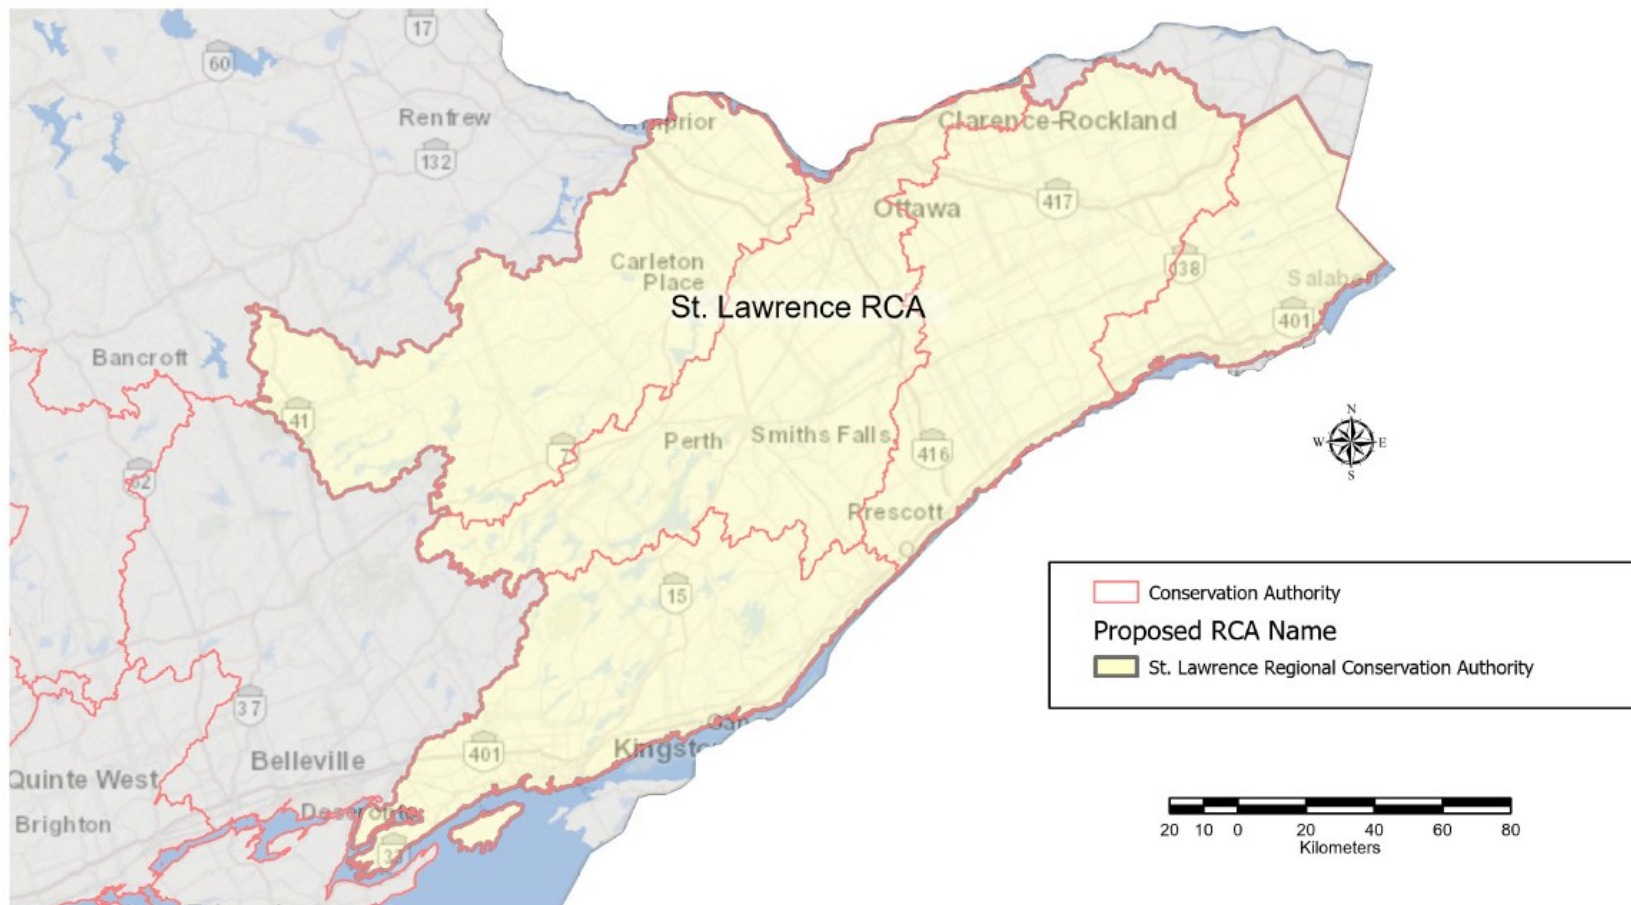 17
60
Renfrew
132
Arnprior
Clarence-Rockland
417
Ottawa
Carleton
Place
138
St. Lawrence RCA
401
Bancroft
41
7
Perth
Smiths Falls
416
62
Prescott
N
W
E
S
15
37
Belleville
401
Quinte West
Brighton
33
Conservation Authority
Proposed RCA Name
St. Lawrence Regional Conservation Authority
20 10 0 20 40 60 80
Kilometers